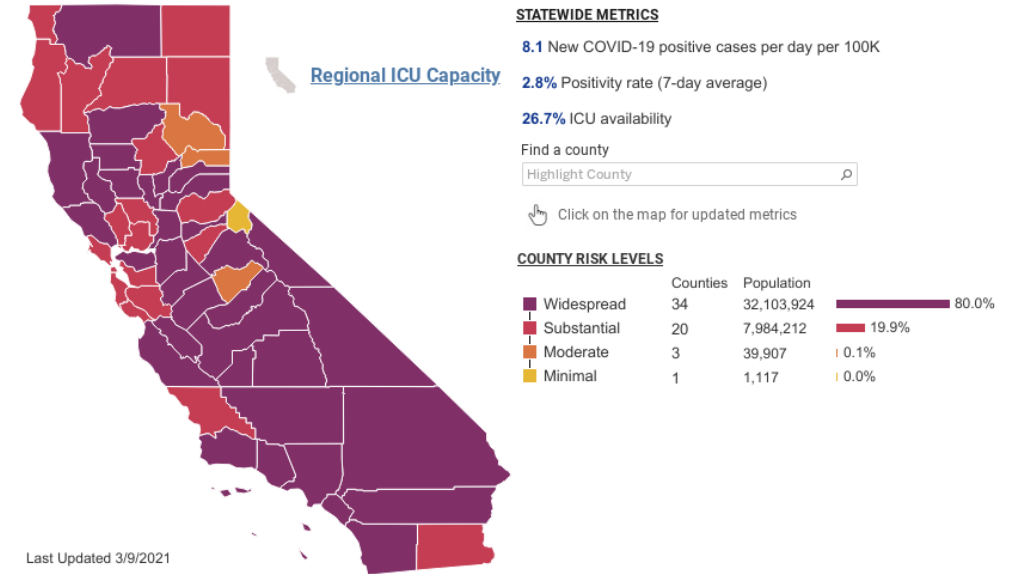 STATEWIDE METRICS
8.1 New COVID-19 positive cases per day per 100K
Regional ICU Capacity
2.8% Positivity rate (7-day average)
26.7% ICU availability
Find a county
Highlight County
Click on the map for updated metrics
COUNTY RISK LEVELS
Counties Population
Widespread 34 32,103,924 80.0%
Substantial 20 7,984,212 19.9%
Moderate 3 39,907 0.1%
Minimal 1 1,117 0.0%
Last Updated 3/9/2021